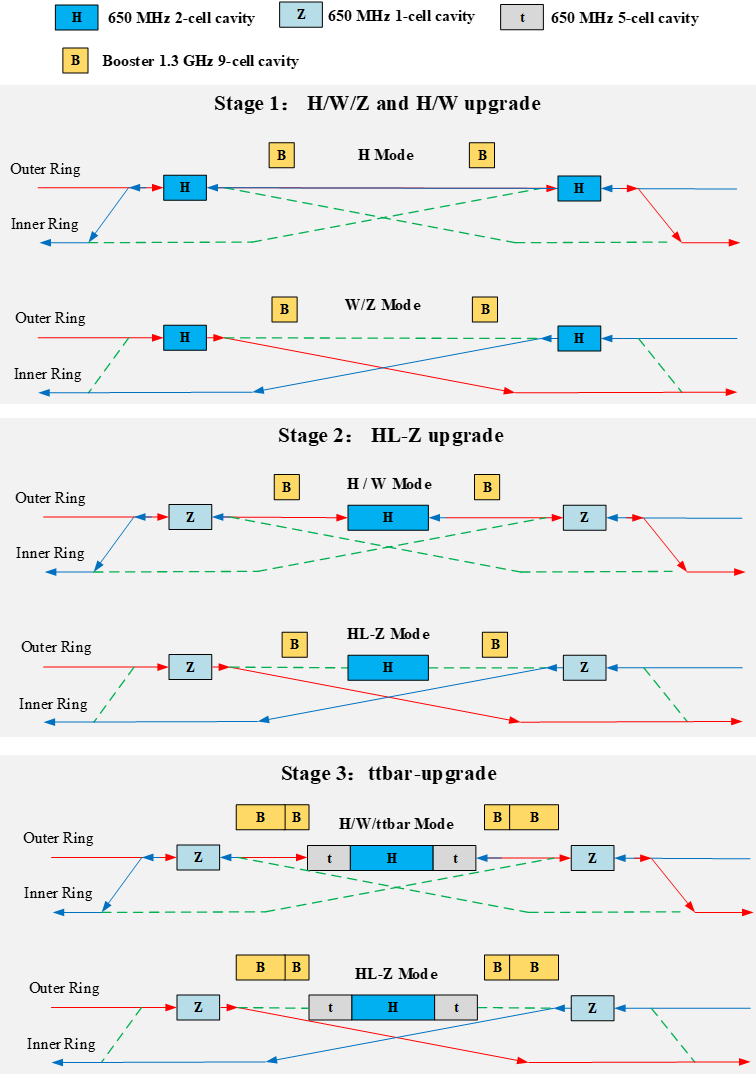 H 650 MHz 2-cell cavity Z 650 MHz 1-cell cavity t 650 MHz 5-cell cavity
B Booster 1.3 GHz 9-cell cavity
Stage 1： H/W/Z and H/W upgrade
B H Mode B
Outer Ring
H H
Inner Ring
B W/Z Mode B
Outer Ring
H H
Inner Ring
Stage 2： HL-Z upgrade
B H / W Mode B
Outer Ring
Z H Z
Inner Ring
B HL-Z Mode B
Outer Ring
Z H Z
Inner Ring
Stage 3：ttbar-upgrade
B B H/W/ttbar Mode B B
Outer Ring
Z t H t Z
Inner Ring
B B HL-Z Mode B B
Outer Ring
Z t H t Z
Inner Ring